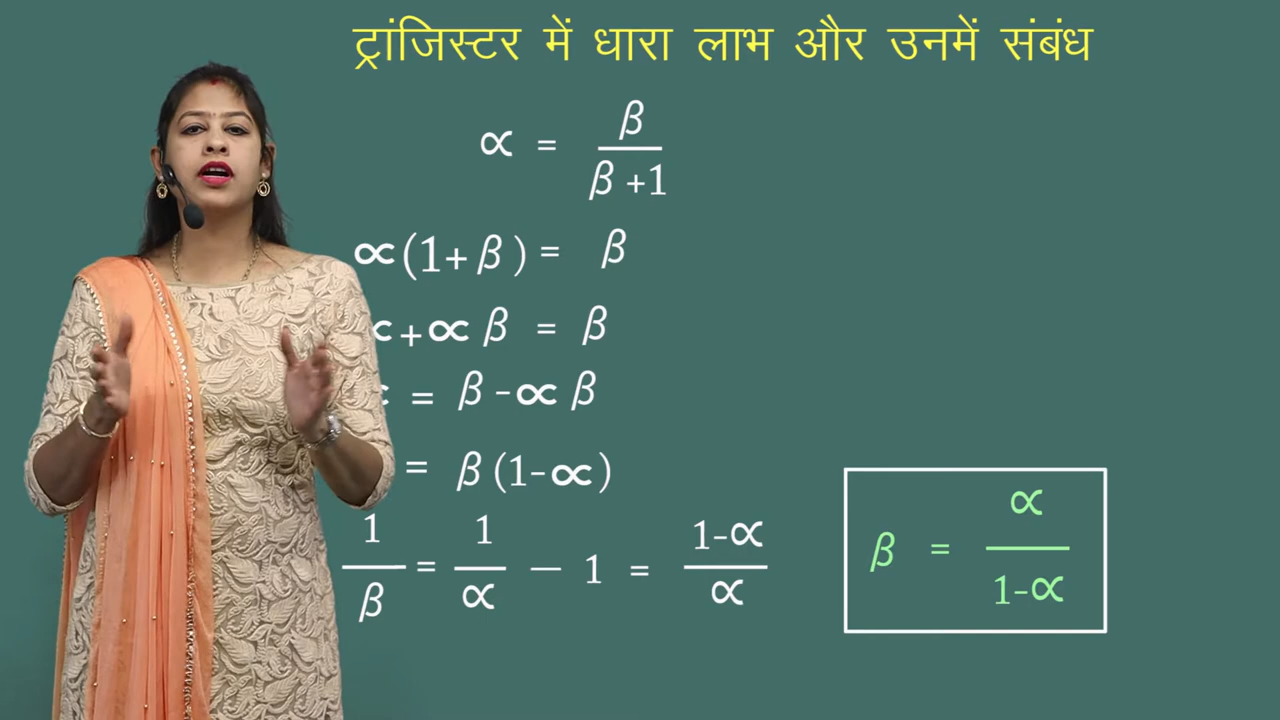 ट्रांजिस्टर में धारा लाभ और उनमें संबंध
∝ = β / β +1
∝(1+ β ) = β
∝+∝ β = β
= β -∝ β
= β (1-∝)
1 / β = 1 / ∝ − 1 = 1-∝ / ∝
β = ∝ / 1-∝